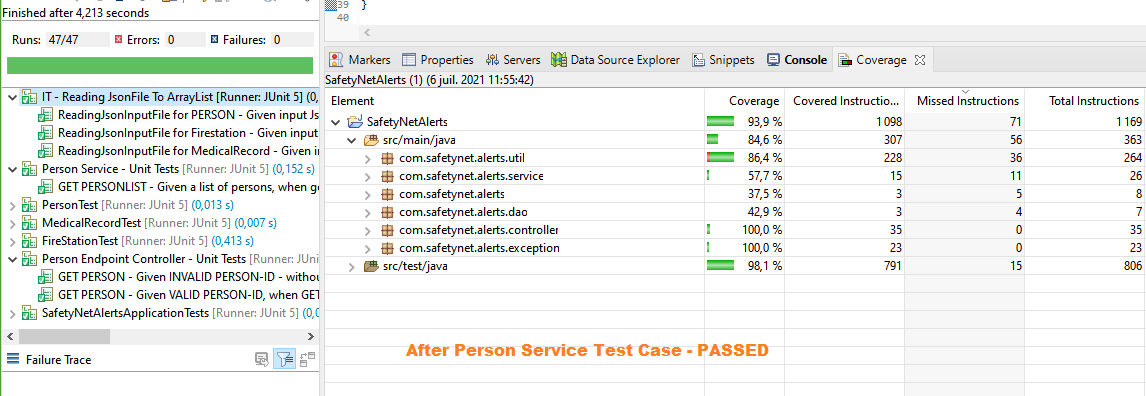 Finished after 4,213 seconds
Runs: 47/47 Errors: 0 Failures: 0
IT - Reading JsonFile To ArrayList [Runner: JUnit 5] (0,
ReadingJsonInputFile for PERSON - Given input Js
ReadingJsonInputFile for Firestation - Given input
ReadingJsonInputFile for MedicalRecord - Given in
Person Service - Unit Tests [Runner: JUnit 5] (0,152 s)
GET PERSONLIST - Given a list of persons, when ge
PersonTest [Runner: JUnit 5] (0,013 s)
MedicalRecordTest [Runner: JUnit 5] (0,007 s)
FireStationTest [Runner: JUnit 5] (0,413 s)
Person Endpoint Controller - Unit Tests [Runner: JUnit 5]
GET PERSON - Given INVALID PERSON-ID - witho
GET PERSON - Given VALID PERSON-ID, when GET
SafetyNetAlertsApplicationTests [Runner: JUnit 5] (0,0
Failure Trace
39 }
40
Markers Properties Servers Data Source Explorer Snippets Console Coverage
SafetyNetAlerts (1) (6 juil. 2021 11:55:42)
Element Coverage Covered Instructio... Missed Instructions Total Instructions
SafetyNetAlerts 93,9 % 1 098 71 1 169
src/main/java 84,6 % 307 56 363
com.safetynet.alerts.util 86,4 % 228 36 264
com.safetynet.alerts.service 57,7 % 15 11 26
com.safetynet.alerts 37,5 % 3 5 8
com.safetynet.alerts.dao 42,9 % 3 4 7
com.safetynet.alerts.controller 100,0 % 35 0 35
com.safetynet.alerts.exception 100,0 % 23 0 23
src/test/java 98,1 % 791 15 806
After Person Service Test Case - PASSED